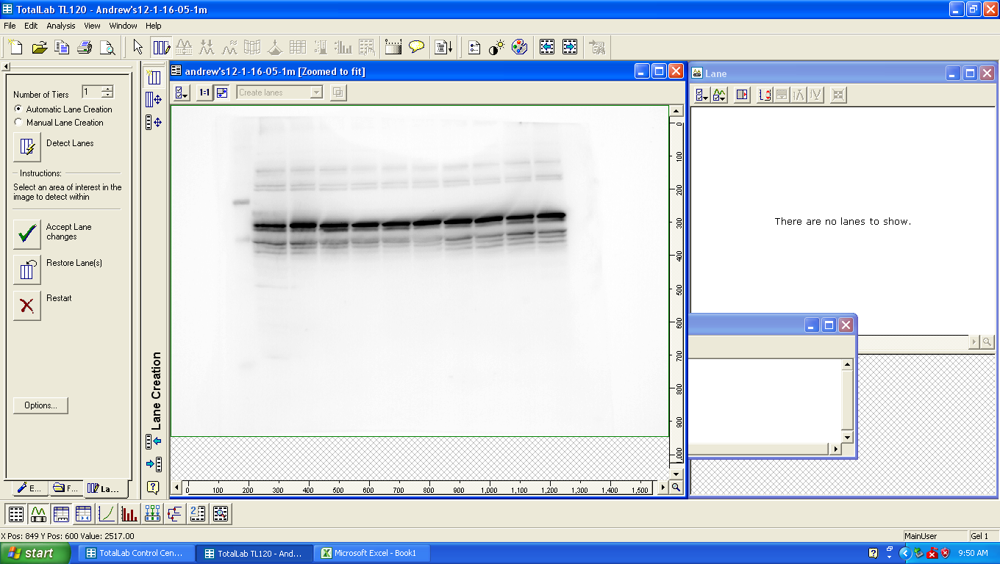 TotalLab TL120 - Andrew's12-1-16-05-1m
File Edit Analysis View Window Help
andrew's12-1-16-05-1m [Zoomed to fit]
Lane
Number of Tiers 1
Automatic Lane Creation
Manual Lane Creation
Detect Lanes
Instructions:
Select an area of interest in the
image to detect within
Accept Lane
changes
Restore Lane(s)
Restart
Options...
E... F... La...
Lane Creation
1:1 Create lanes
0
100
200
300
400
500
600
700
800
900
1,000
0 100 200 300 400 500 600 700 800 900 1,000 1,100 1,200 1,300 1,400 1,500
There are no lanes to show.
X Pos: 849 Y Pos: 600 Value: 2517.00
MainUser Gel 1
start TotalLab Control Cen... TotalLab TL120 - And... Microsoft Excel - Book1 9:50 AM